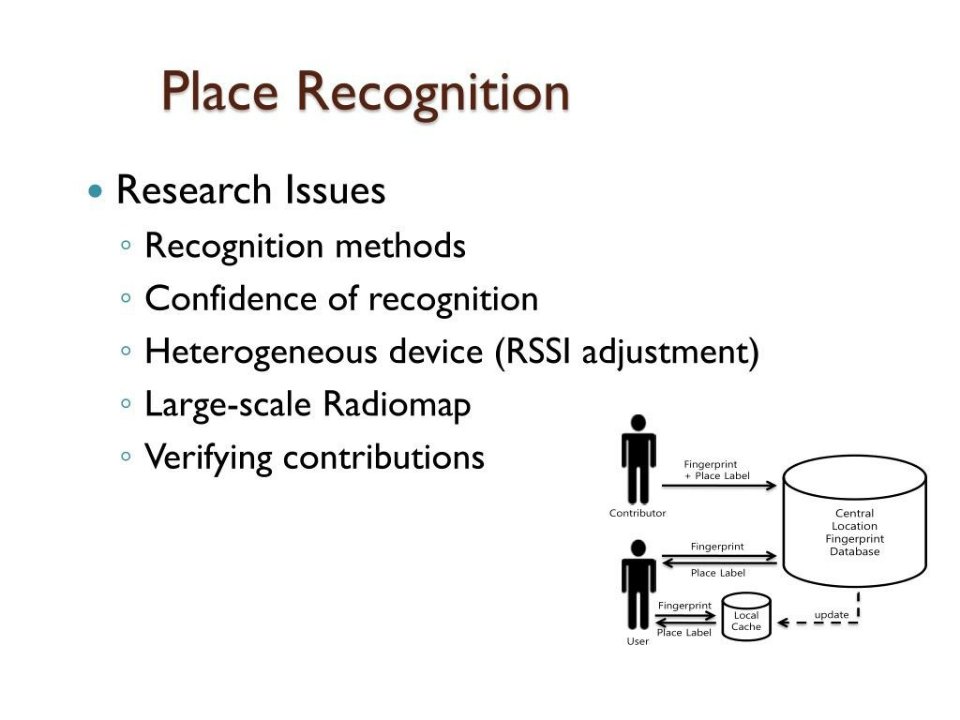 Place Recognition
• Research Issues
◦ Recognition methods
◦ Confidence of recognition
◦ Heterogeneous device (RSSI adjustment)
◦ Large-scale Radiomap
◦ Verifying contributions
Fingerprint
+ Place Label
Contributor
Central
Location
Fingerprint
Database
Fingerprint
Place Label
Fingerprint
Place Label
User
Local
Cache
update